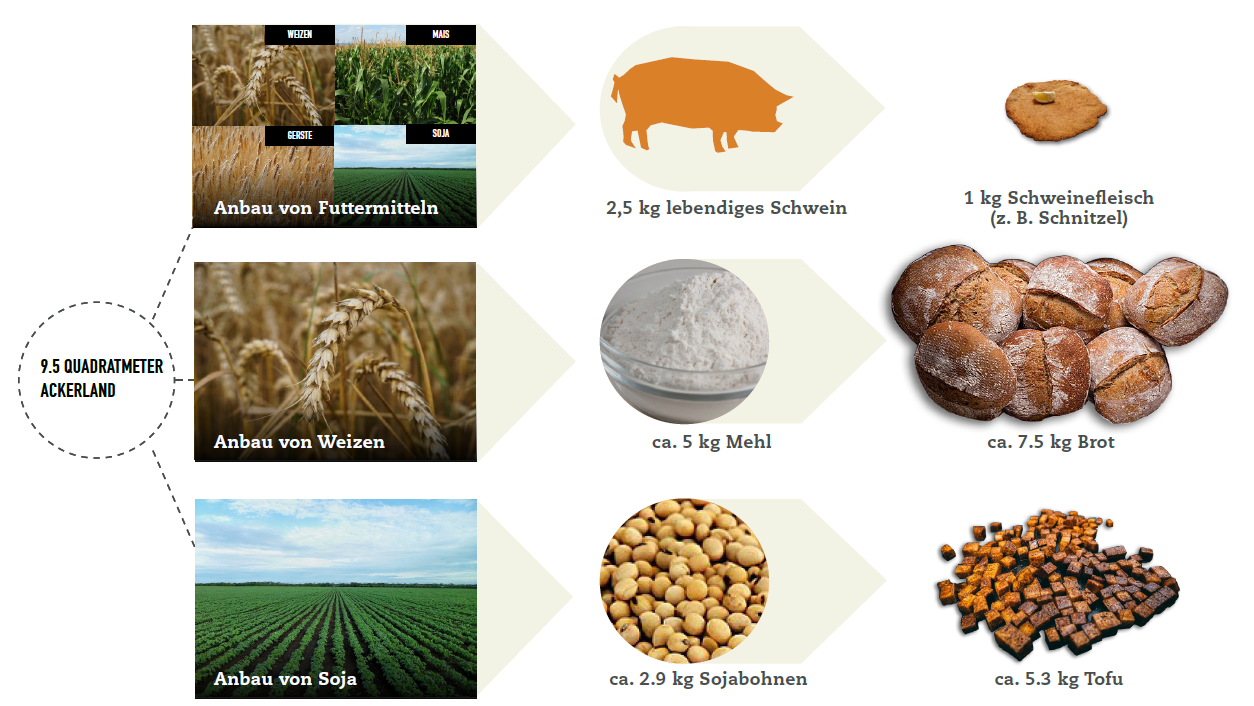 WEIZEN
MAIS
GERSTE
SOJA
Anbau von Futtermitteln
2,5 kg lebendiges Schwein
1 kg Schweinefleisch
(z. B. Schnitzel)
9.5 QUADRATMETER
ACKERLAND
Anbau von Weizen
ca. 5 kg Mehl
ca. 7.5 kg Brot
Anbau von Soja
ca. 2.9 kg Sojabohnen
ca. 5.3 kg Tofu